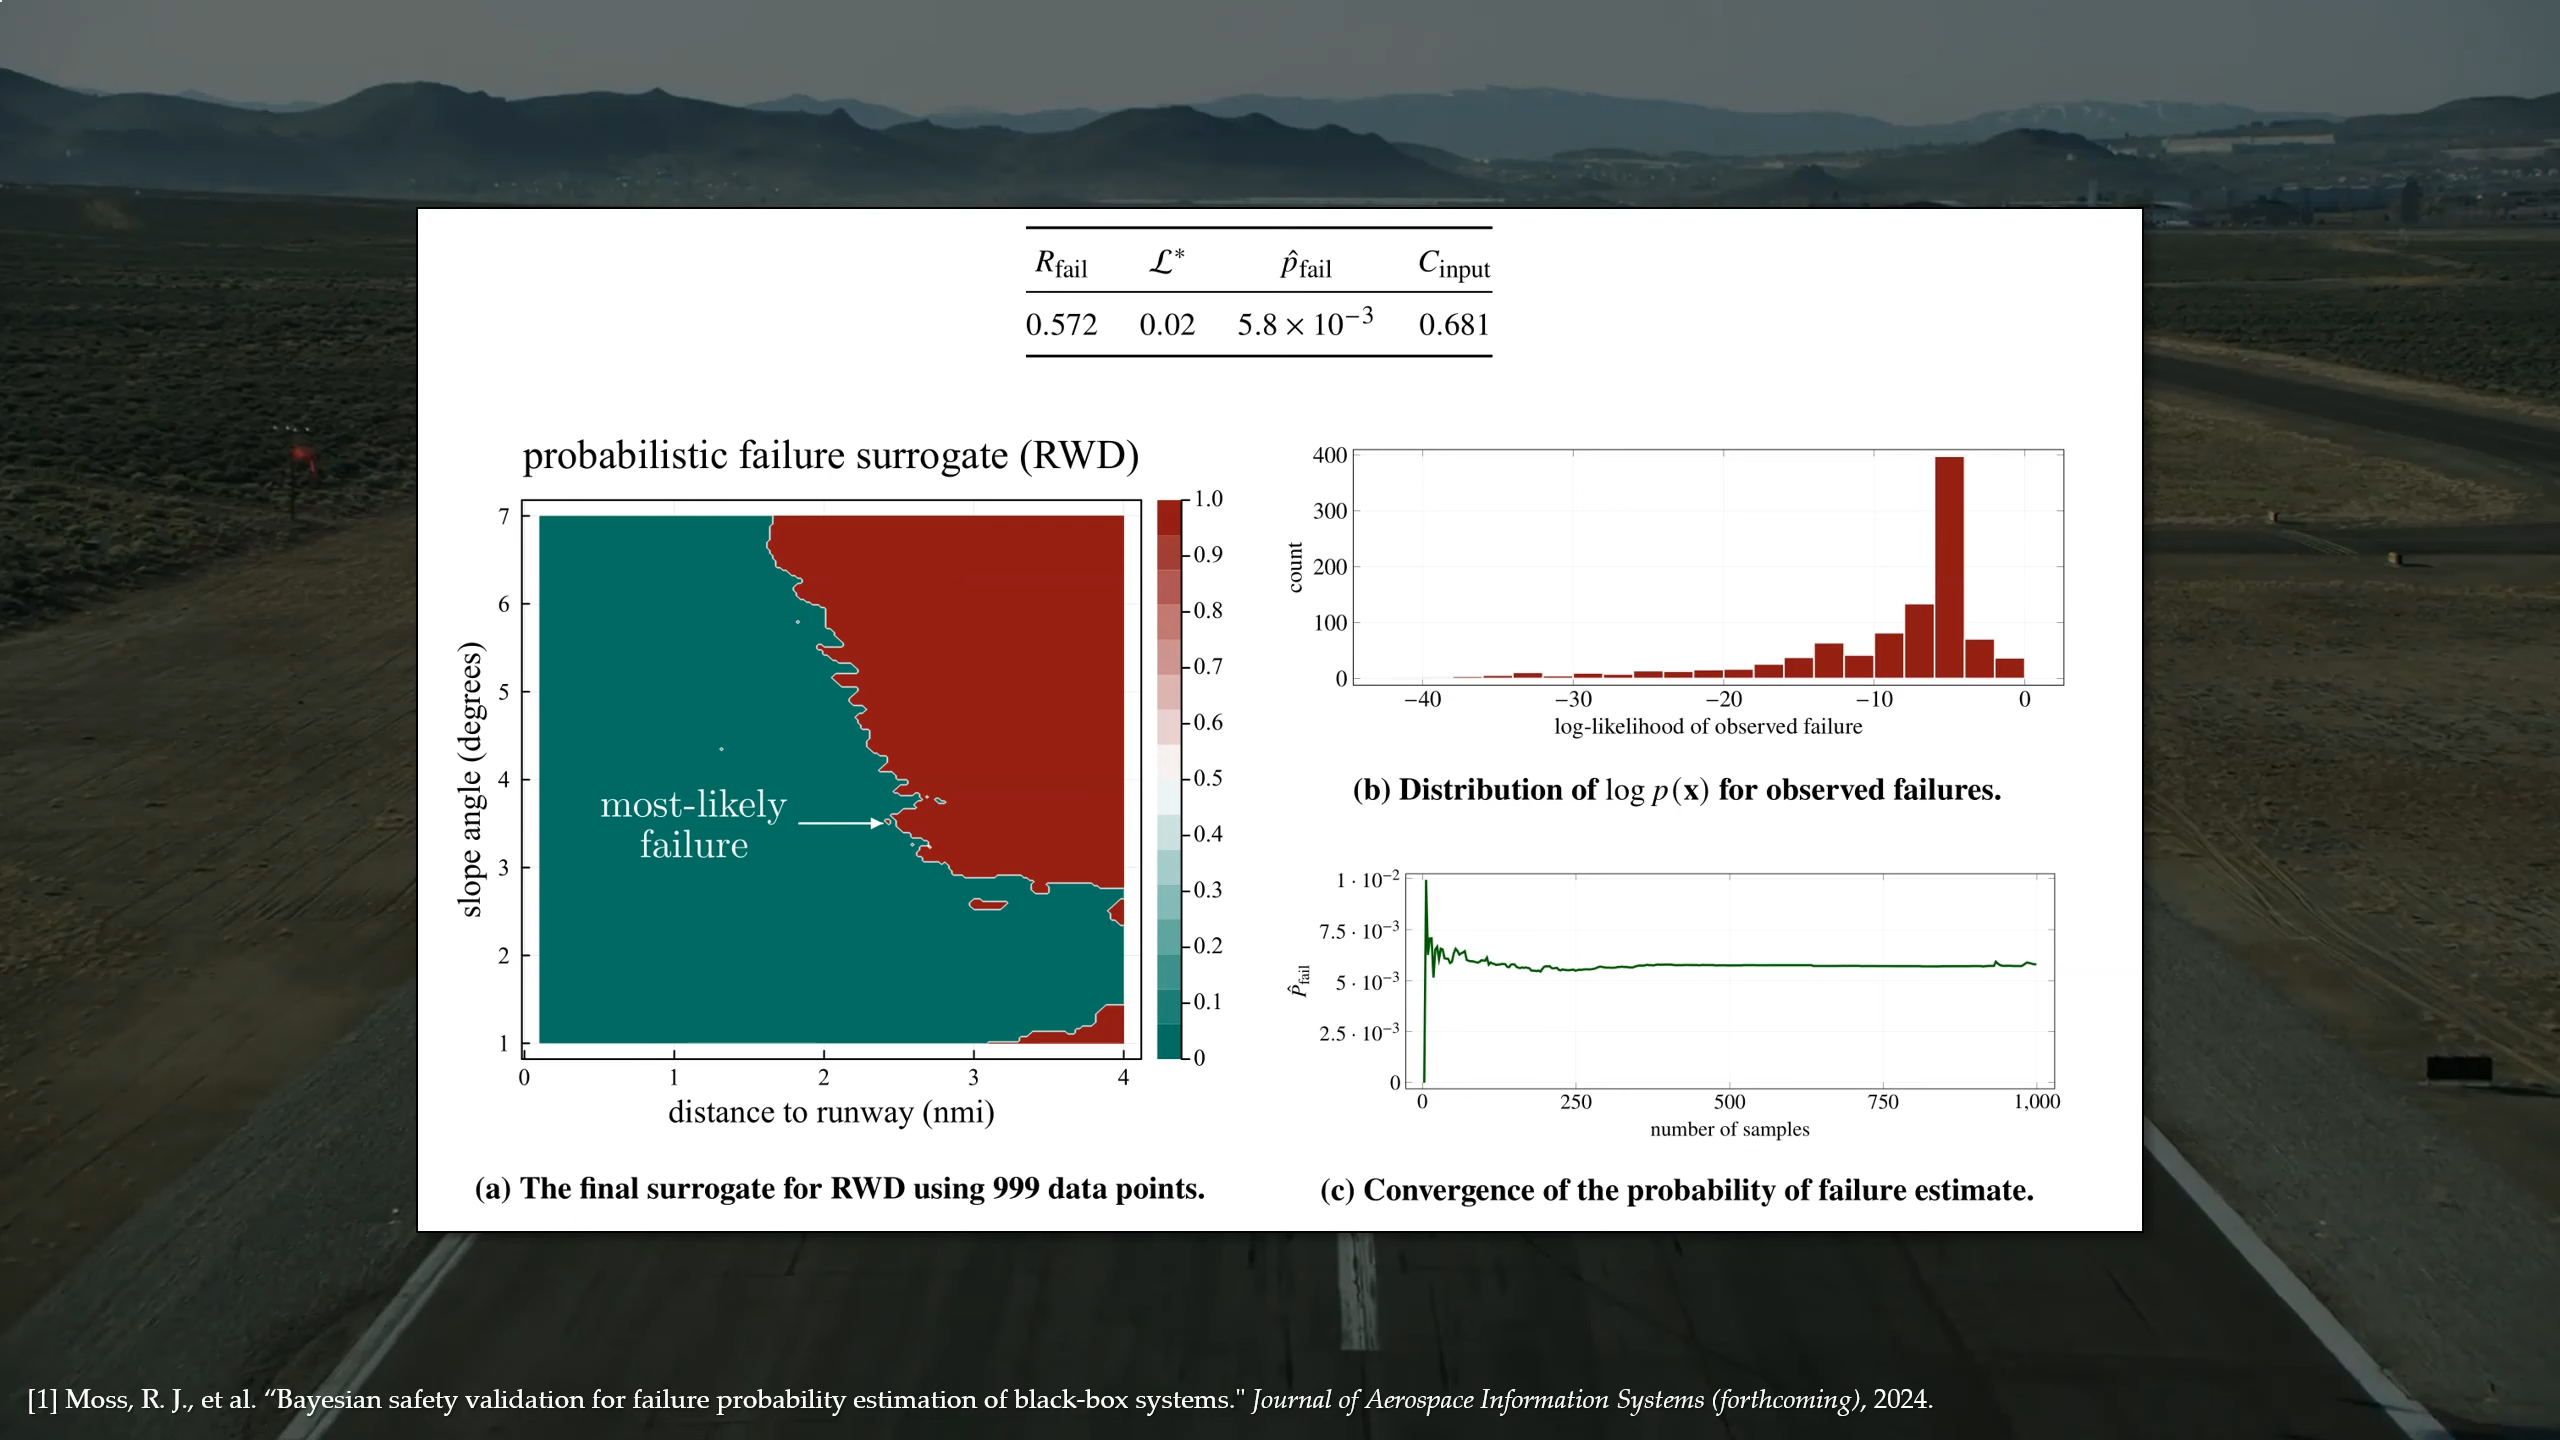 R_fail ℒ* p̂_fail C_input
0.572 0.02 5.8 × 10⁻³ 0.681
probabilistic failure surrogate (RWD)
7
6
5
4
3
2
1
slope angle (degrees)
most-likely
failure
0 1 2 3 4
distance to runway (nmi)
1.0
0.9
0.8
0.7
0.6
0.5
0.4
0.3
0.2
0.1
0
(a) The final surrogate for RWD using 999 data points.
400
300
200
100
0
count
−40 −30 −20 −10 0
log-likelihood of observed failure
(b) Distribution of log p(x) for observed failures.
1 · 10⁻²
7.5 · 10⁻³
5 · 10⁻³
2.5 · 10⁻³
0
P̂_fail
0 250 500 750 1,000
number of samples
(c) Convergence of the probability of failure estimate.
[1] Moss, R. J., et al. “Bayesian safety validation for failure probability estimation of black-box systems." Journal of Aerospace Information Systems (forthcoming), 2024.